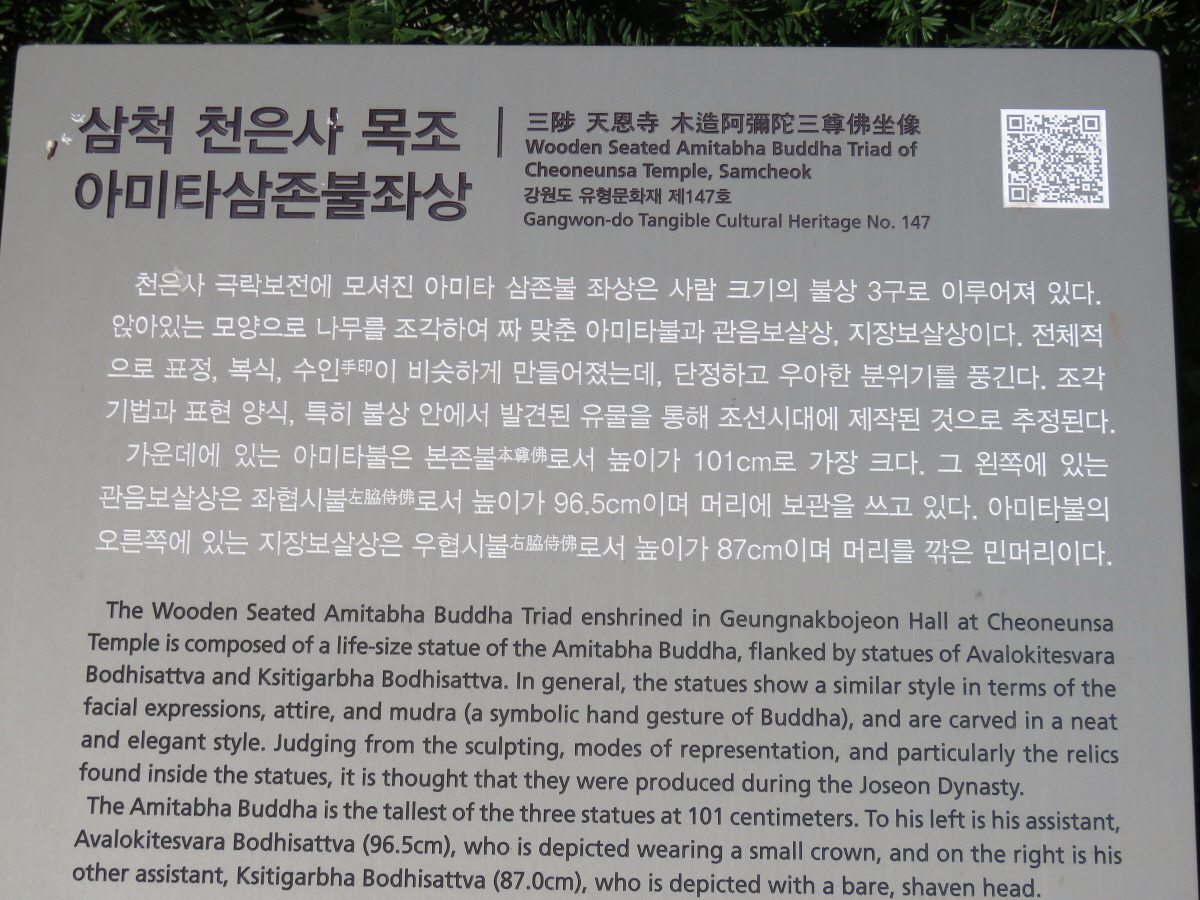 삼척 천은사 목조
아미타삼존불좌상
三陟 天恩寺 木造阿彌陀三尊佛坐像
Wooden Seated Amitabha Buddha Triad of
Cheoneunsa Temple, Samcheok
강원도 유형문화재 제147호
Gangwon-do Tangible Cultural Heritage No. 147
천은사 극락보전에 모셔진 아미타 삼존불 좌상은 사람 크기의 불상 3구로 이루어져 있다.
앉아있는 모양으로 나무를 조각하여 짜 맞춘 아미타불과 관음보살상, 지장보살상이다. 전체적
으로 표정, 복식, 수인手印이 비슷하게 만들어졌는데, 단정하고 우아한 분위기를 풍긴다. 조각
기법과 표현 양식, 특히 불상 안에서 발견된 유물을 통해 조선시대에 제작된 것으로 추정된다.
가운데에 있는 아미타불은 본존불本尊佛로서 높이가 101cm로 가장 크다. 그 왼쪽에 있는
관음보살상은 좌협시불左脇侍佛로서 높이가 96.5cm이며 머리에 보관을 쓰고 있다. 아미타불의
오른쪽에 있는 지장보살상은 우협시불右脇侍佛로서 높이가 87cm이며 머리를 깎은 민머리이다.
The Wooden Seated Amitabha Buddha Triad enshrined in Geungnakbojeon Hall at Cheoneunsa
Temple is composed of a life-size statue of the Amitabha Buddha, flanked by statues of Avalokitesvara
Bodhisattva and Ksitigarbha Bodhisattva. In general, the statues show a similar style in terms of the
facial expressions, attire, and mudra (a symbolic hand gesture of Buddha), and are carved in a neat
and elegant style. Judging from the sculpting, modes of representation, and particularly the relics
found inside the statues, it is thought that they were produced during the Joseon Dynasty.
The Amitabha Buddha is the tallest of the three statues at 101 centimeters. To his left is his assistant,
Avalokitesvara Bodhisattva (96.5cm), who is depicted wearing a small crown, and on the right is his
other assistant, Ksitigarbha Bodhisattva (87.0cm), who is depicted with a bare, shaven head.